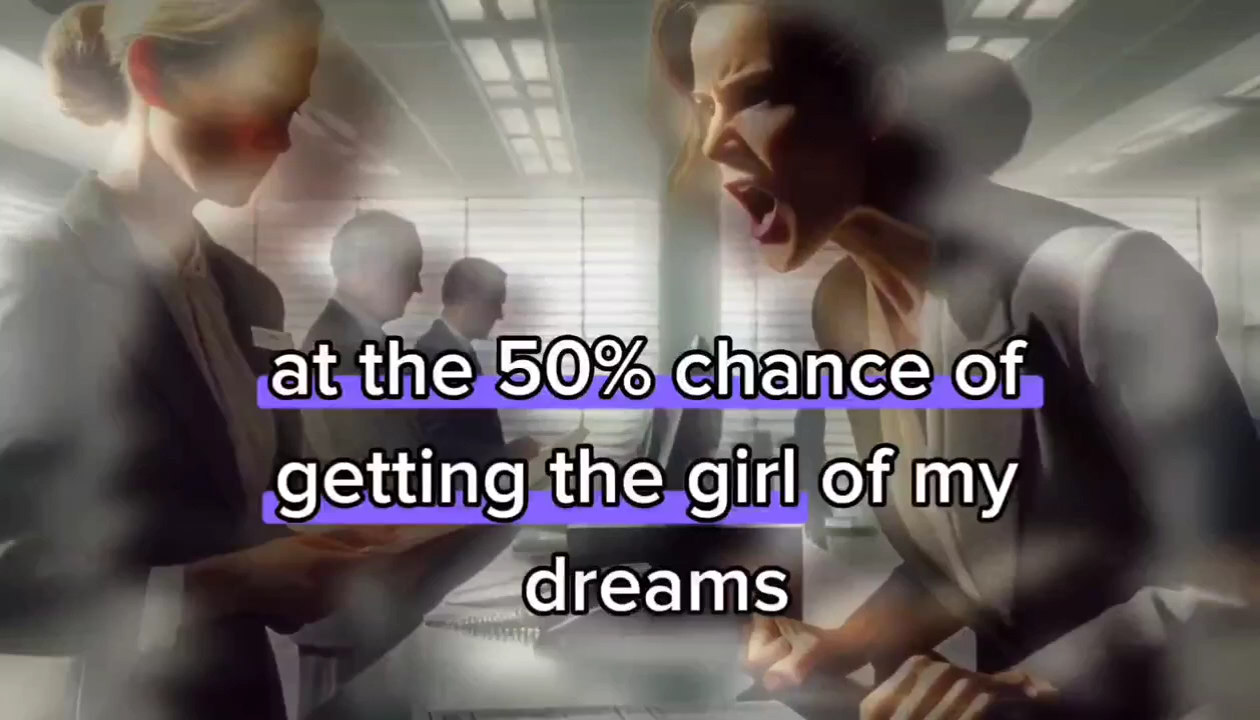 at the 50% chance of
getting the girl of my
dreams